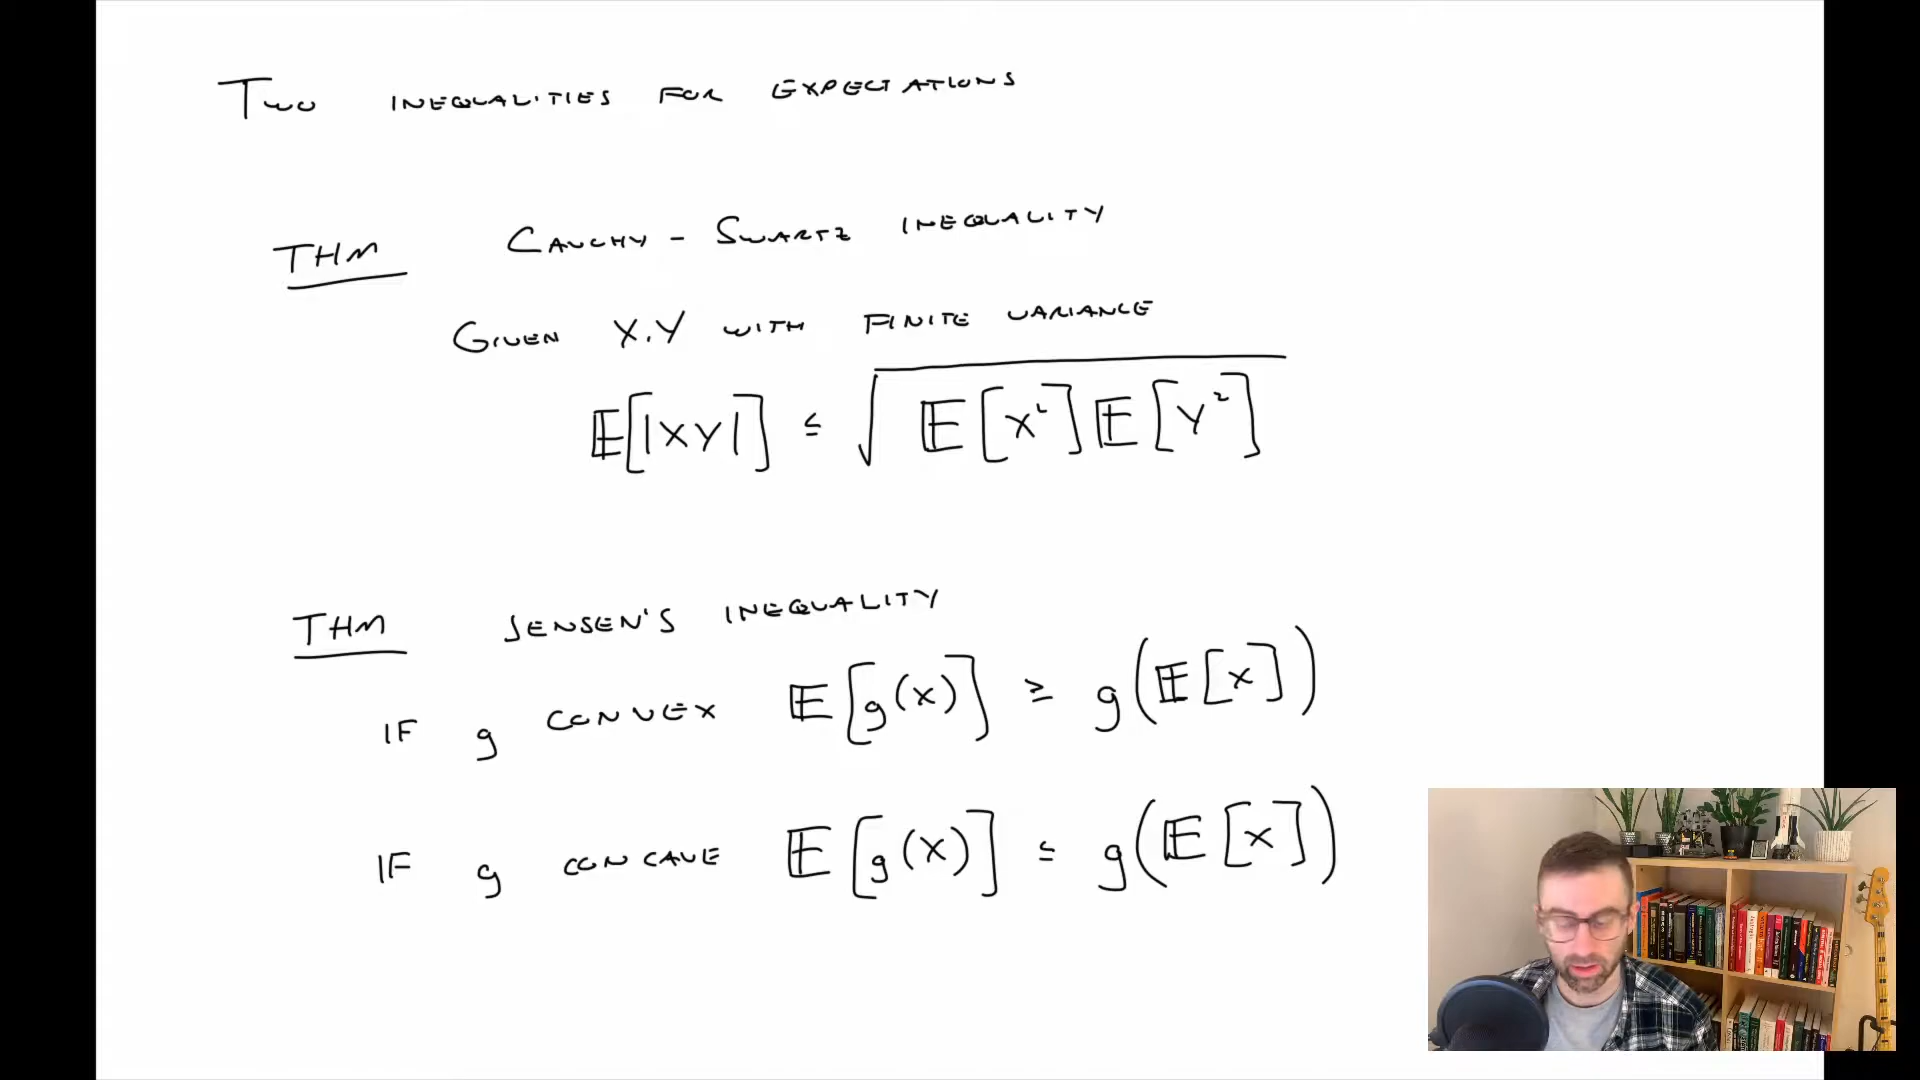 TWO INEQUALITIES FOR EXPECTATIONS
THM CAUCHY - SWARTZ INEQUALITY
GIVEN X, Y WITH FINITE VARIANCE
𝔼[|XY|] ≤ √(𝔼[X²]𝔼[Y²])
THM JENSEN'S INEQUALITY
IF g CONVEX 𝔼[g(X)] ≥ g(𝔼[X])
IF g CONCAVE 𝔼[g(X)] ≤ g(𝔼[X])